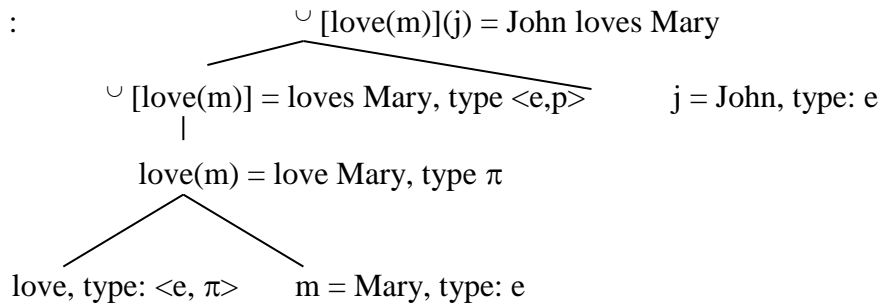 : ∪ [love(m)](j) = John loves Mary
∪ [love(m)] = loves Mary, type <e,p> j = John, type: e
love(m) = love Mary, type π
love, type: <e, π> m = Mary, type: e